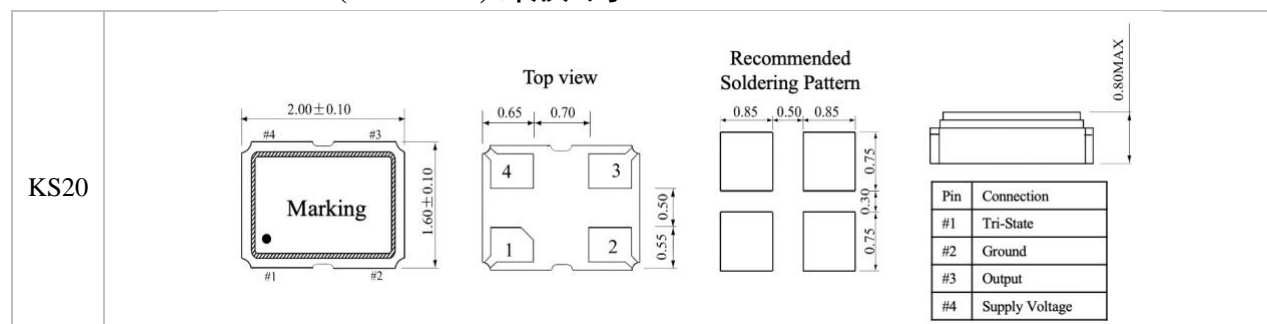 KS20
2.00±0.10
#4 #3
Marking
#1 #2
1.60±0.10
Top view
0.65 0.70
4 3
1 2
0.50
0.55
Recommended
Soldering Pattern
0.85 0.50 0.85
0.75
0.30
0.75
0.80MAX
Pin Connection
#1 Tri-State
#2 Ground
#3 Output
#4 Supply Voltage